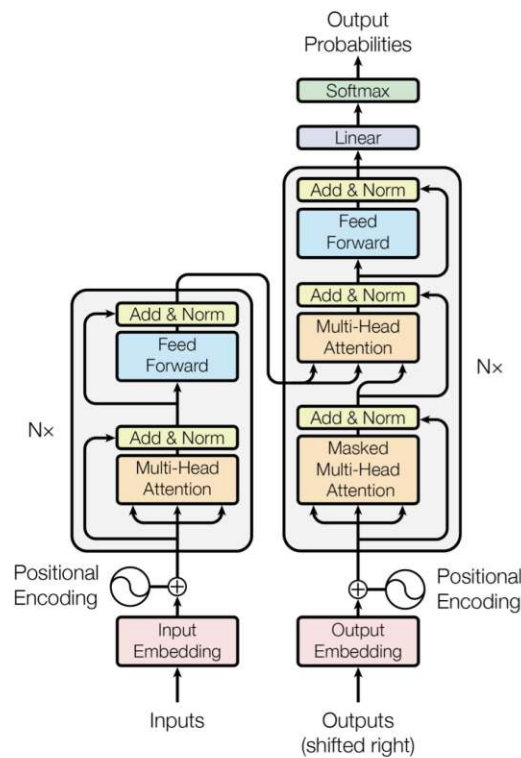 Output
Probabilities
Softmax
Linear
Add & Norm
Feed
Forward
Add & Norm
Multi-Head
Attention
Add & Norm
Masked
Multi-Head
Attention
Nx
Add & Norm
Feed
Forward
Add & Norm
Multi-Head
Attention
Nx
Positional
Encoding
Positional
Encoding
Input
Embedding
Output
Embedding
Inputs
Outputs
(shifted right)